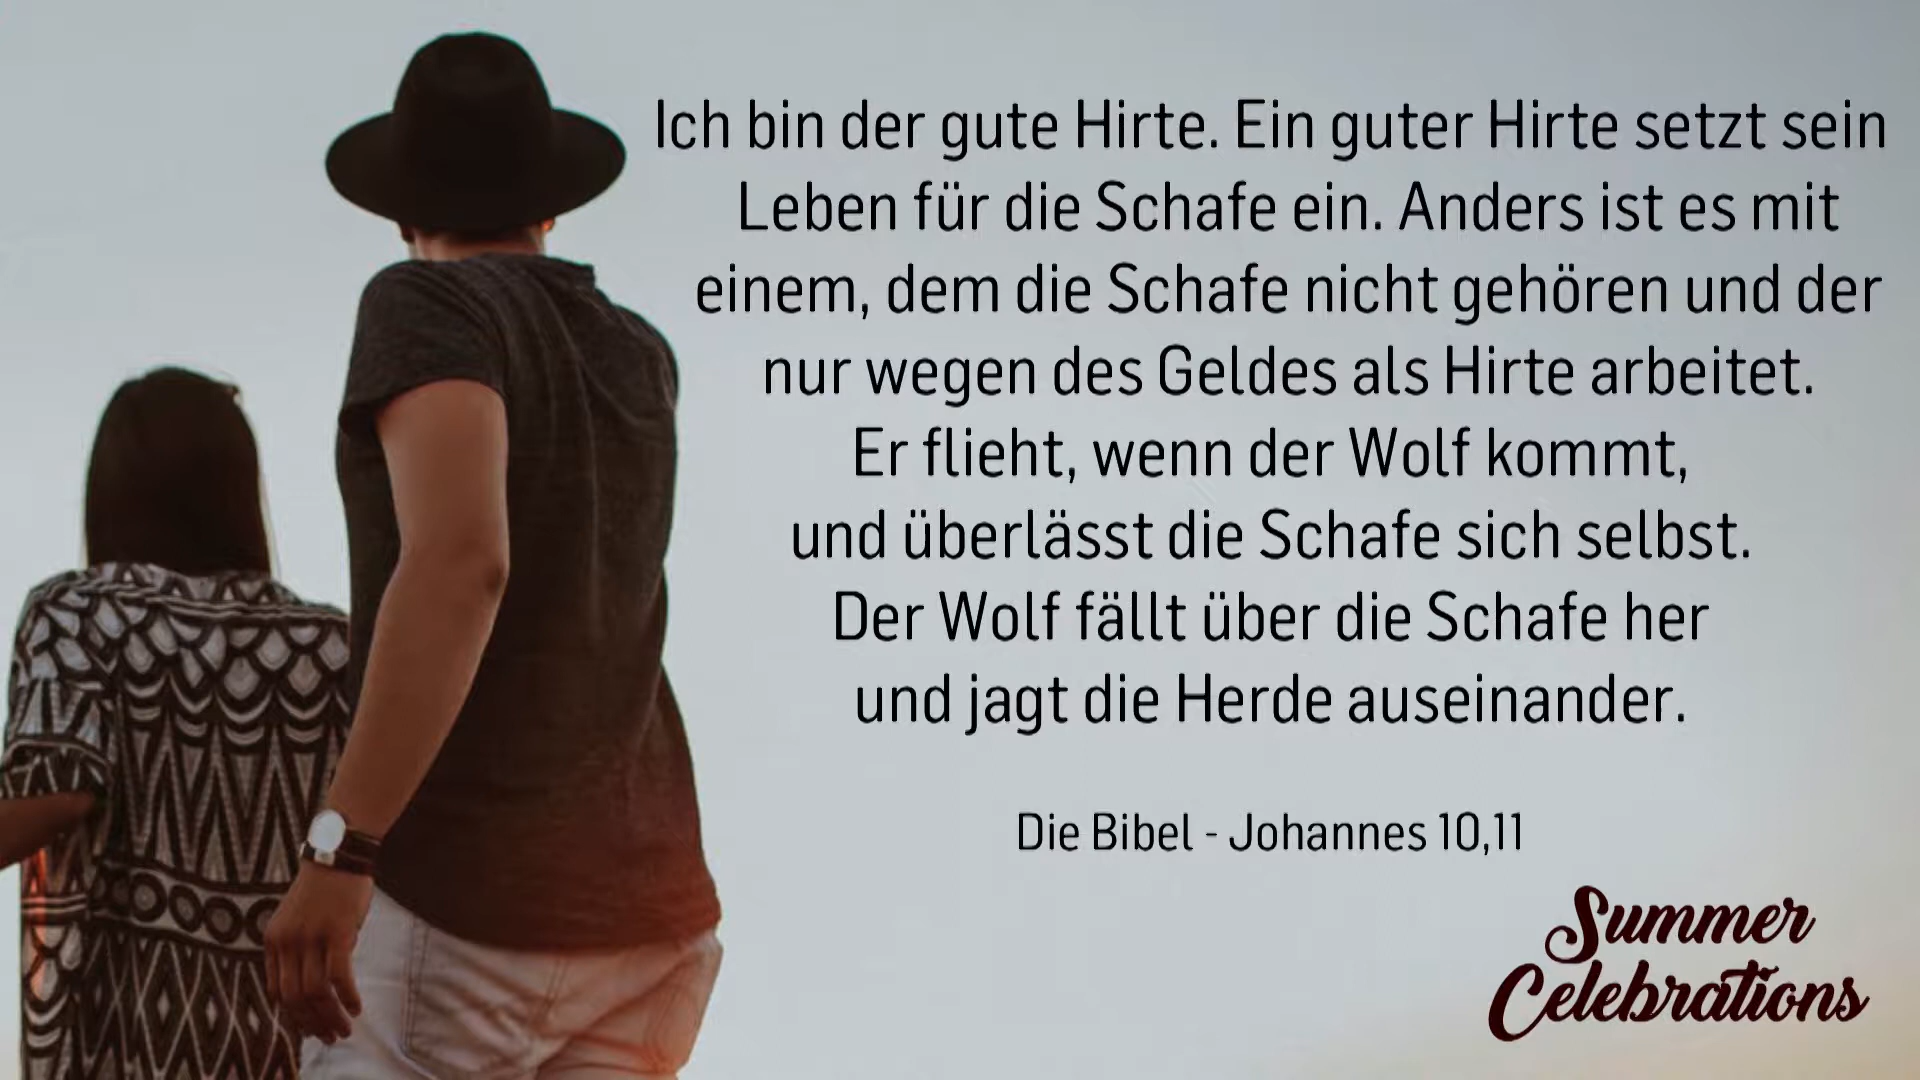 Ich bin der gute Hirte. Ein guter Hirte setzt sein
Leben für die Schafe ein. Anders ist es mit
einem, dem die Schafe nicht gehören und der
nur wegen des Geldes als Hirte arbeitet.
Er flieht, wenn der Wolf kommt,
und überlässt die Schafe sich selbst.
Der Wolf fällt über die Schafe her
und jagt die Herde auseinander.
Die Bibel - Johannes 10,11
Summer
Celebrations